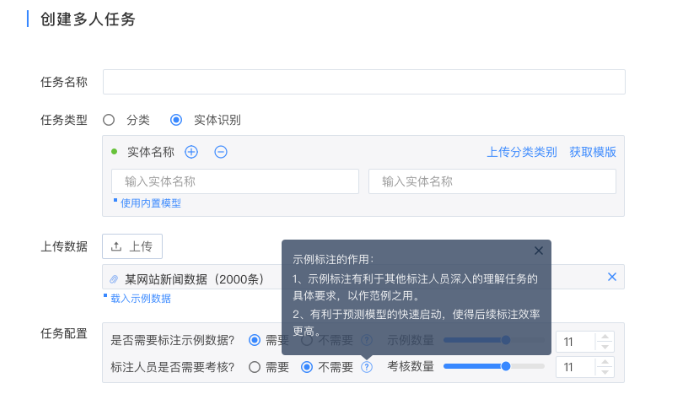 创建多人任务
任务名称
任务类型 分类 实体识别
实体名称 上传分类类别 获取模版
输入实体名称 输入实体名称
使用内置模型
上传数据 上传
示例标注的作用：
1、示例标注有利于其他标注人员深入的理解任务的
具体要求，以作范例之用。
2、有利于预测模型的快速启动，使得后续标注效率
更高。
某网站新闻数据（2000条）
载入示例数据
任务配置 是否需要标注示例数据？ 需要 不需要 ? 示例数量 11
标注人员是否需要考核？ 需要 不需要 ? 考核数量 11